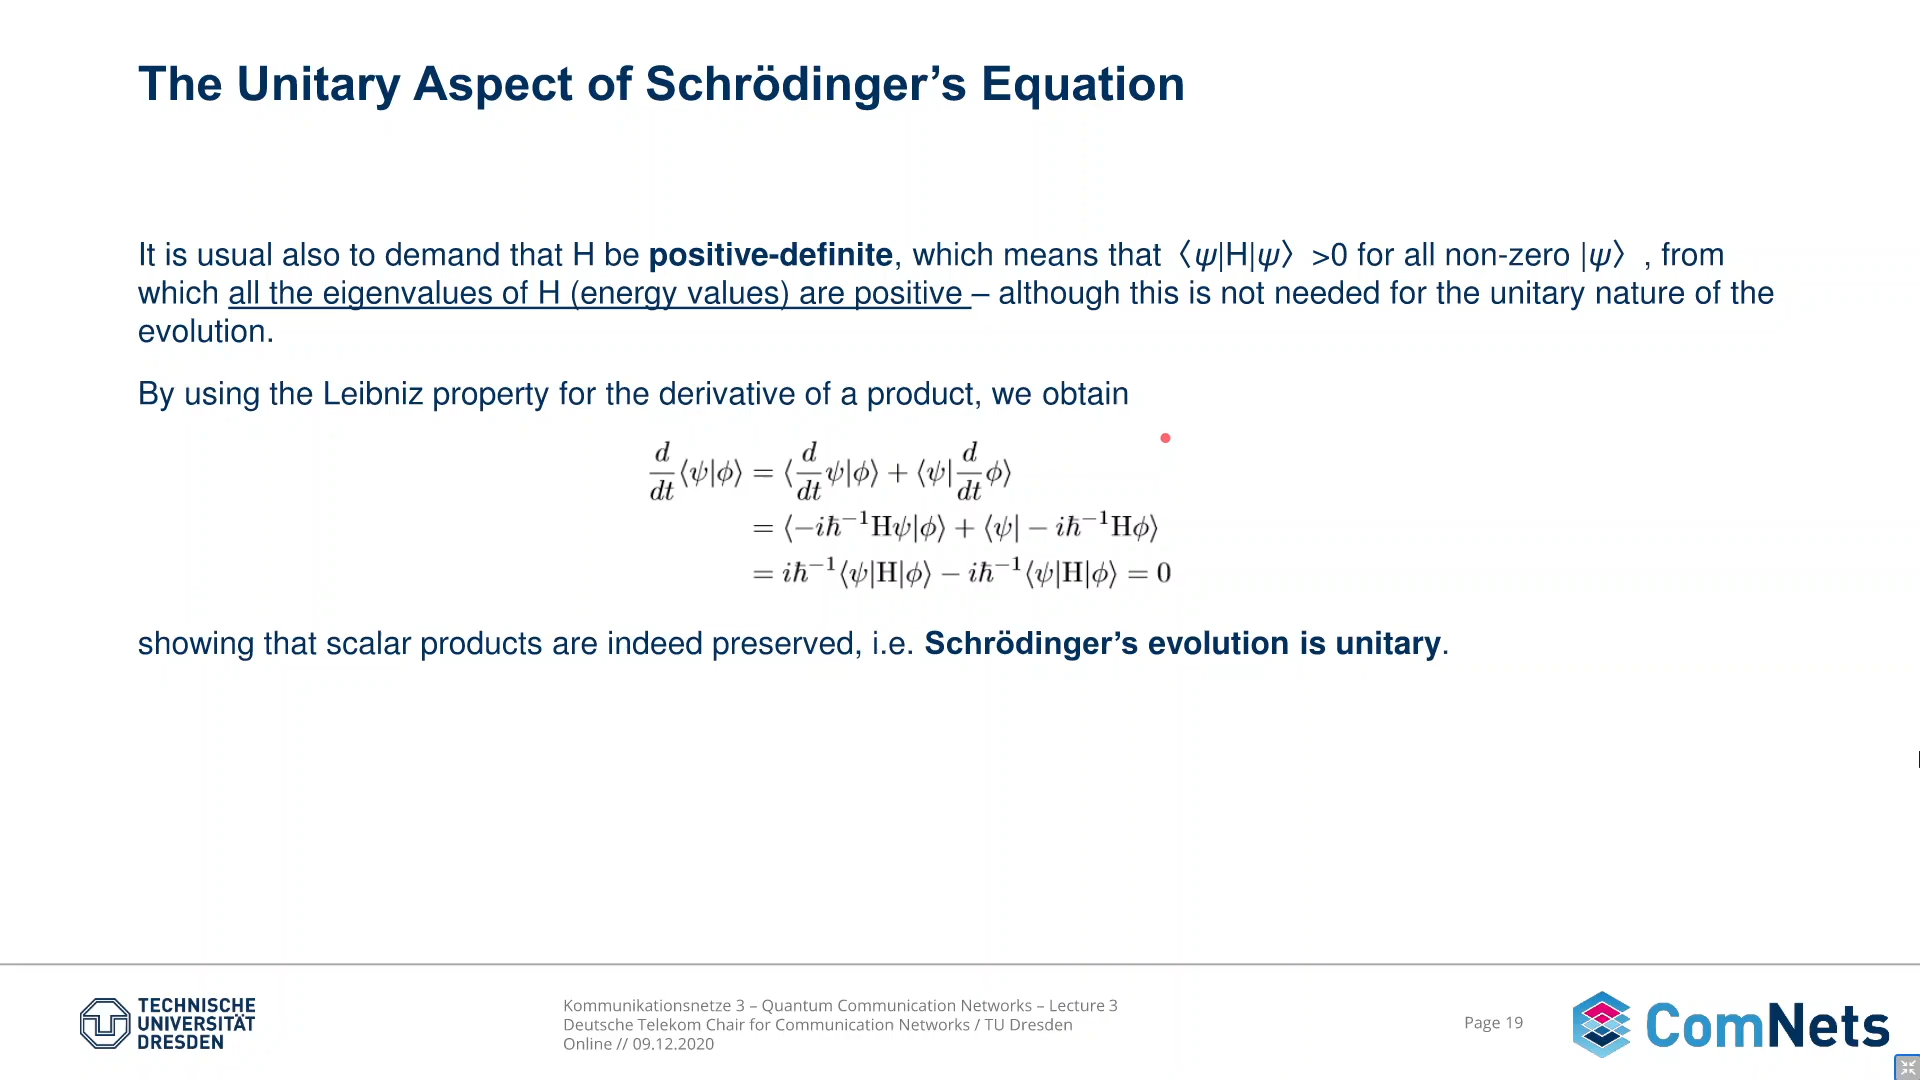 The Unitary Aspect of Schrödinger’s Equation
It is usual also to demand that H be positive-definite, which means that〈ψ|H|ψ〉>0 for all non-zero |ψ〉, from
which all the eigenvalues of H (energy values) are positive – although this is not needed for the unitary nature of the
evolution.
By using the Leibniz property for the derivative of a product, we obtain
d/dt ⟨ψ|ϕ⟩ = ⟨d/dt ψ|ϕ⟩ + ⟨ψ| d/dt ϕ⟩
= ⟨−iℏ⁻¹Hψ|ϕ⟩ + ⟨ψ| − iℏ⁻¹Hϕ⟩
= iℏ⁻¹⟨ψ|H|ϕ⟩ − iℏ⁻¹⟨ψ|H|ϕ⟩ = 0
showing that scalar products are indeed preserved, i.e. Schrödinger’s evolution is unitary.
TECHNISCHE
UNIVERSITÄT
DRESDEN
Kommunikationsnetze 3 – Quantum Communication Networks – Lecture 3
Deutsche Telekom Chair for Communication Networks / TU Dresden
Online // 09.12.2020
Page 19
ComNets